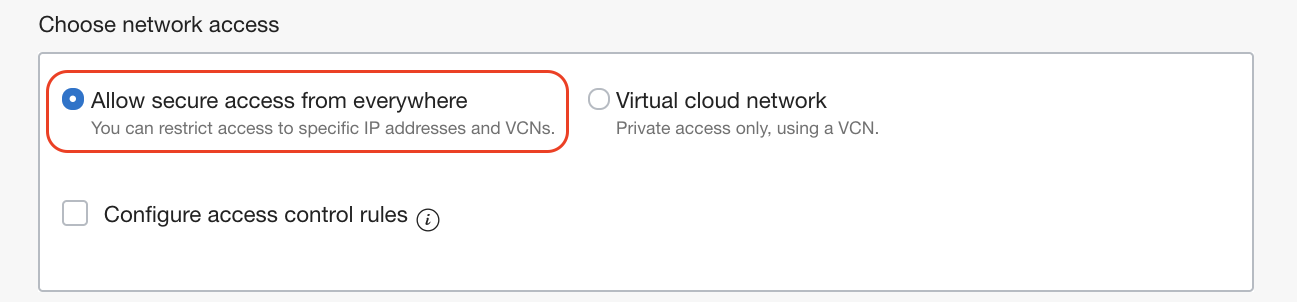 Choose network access
Allow secure access from everywhere
You can restrict access to specific IP addresses and VCNs.
Virtual cloud network
Private access only, using a VCN.
Configure access control rules i